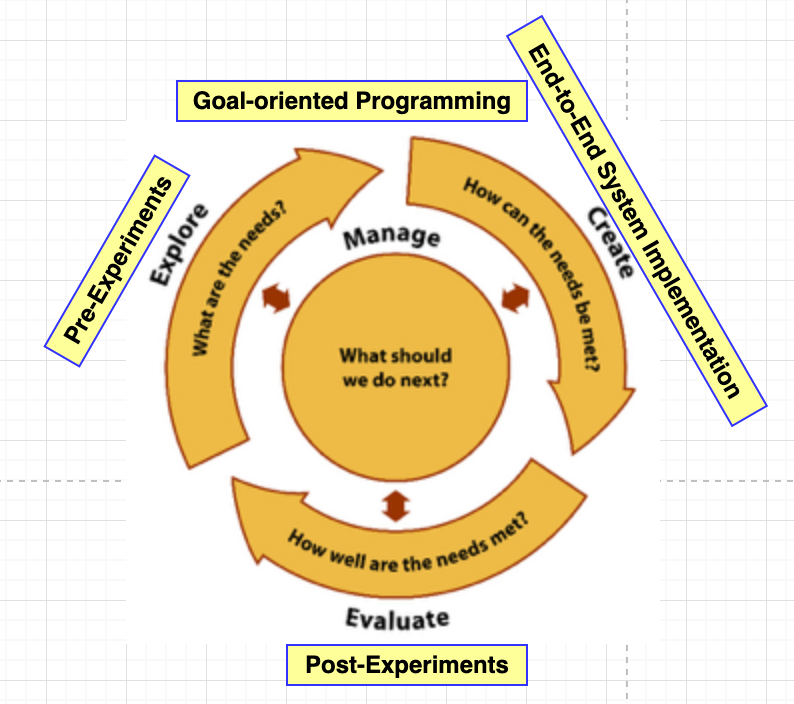 Goal-oriented Programming
End-to-End System Implementation
Pre-Experiments
Explore
What are the needs?
Manage
How can the needs be met?
Create
What should
we do next?
How well are the needs met?
Evaluate
Post-Experiments